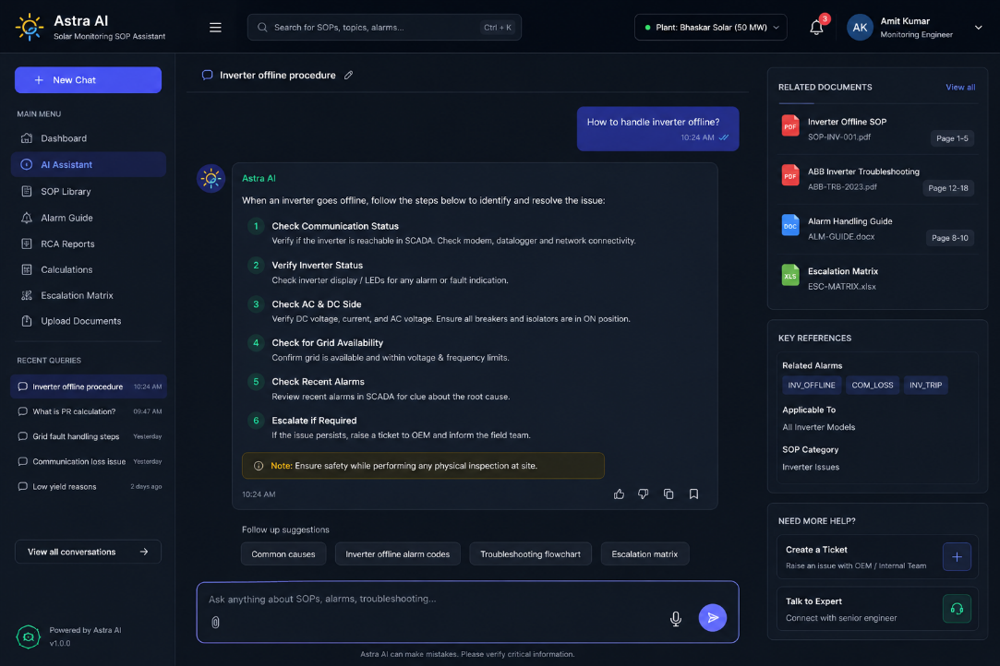 Astra AI
Solar Monitoring SOP Assistant
Search for SOPs, topics, alarms...
Ctrl + K
Plant: Bhaskar Solar (50 MW)
3
AK
Amit Kumar
Monitoring Engineer
+ New Chat
MAIN MENU
Dashboard
AI Assistant
SOP Library
Alarm Guide
RCA Reports
Calculations
Escalation Matrix
Upload Documents
RECENT QUERIES
Inverter offline procedure 10:24 AM
What is PR calculation? 09:47 AM
Grid fault handling steps Yesterday
Communication loss issue Yesterday
Low yield reasons 2 days ago
View all conversations
Powered by Astra AI
v1.0.0
Inverter offline procedure
How to handle inverter offline?
10:24 AM
Astra AI
When an inverter goes offline, follow the steps below to identify and resolve the issue:
1 Check Communication Status
Verify if the inverter is reachable in SCADA. Check modem, datalogger and network connectivity.
2 Verify Inverter Status
Check inverter display / LEDs for any alarm or fault indication.
3 Check AC & DC Side
Verify DC voltage, current, and AC voltage. Ensure all breakers and isolators are in ON position.
4 Check for Grid Availability
Confirm grid is available and within voltage & frequency limits.
5 Check Recent Alarms
Review recent alarms in SCADA for clue about the root cause.
6 Escalate if Required
If the issue persists, raise a ticket to OEM and inform the field team.
Note: Ensure safety while performing any physical inspection at site.
10:24 AM
Follow up suggestions
Common causes
Inverter offline alarm codes
Troubleshooting flowchart
Escalation matrix
Ask anything about SOPs, alarms, troubleshooting...
Astra AI can make mistakes. Please verify critical information.
RELATED DOCUMENTS
View all
PDF
Inverter Offline SOP
SOP-INV-001.pdf
Page 1-5
PDF
ABB Inverter Troubleshooting
ABB-TRB-2023.pdf
Page 12-18
DOC
Alarm Handling Guide
ALM-GUIDE.docx
Page 8-10
XLS
Escalation Matrix
ESC-MATRIX.xlsx
KEY REFERENCES
Related Alarms
INV_OFFLINE
COM_LOSS
INV_TRIP
Applicable To
All Inverter Models
SOP Category
Inverter Issues
NEED MORE HELP?
Create a Ticket
Raise an issue with OEM / Internal Team
Talk to Expert
Connect with senior engineer